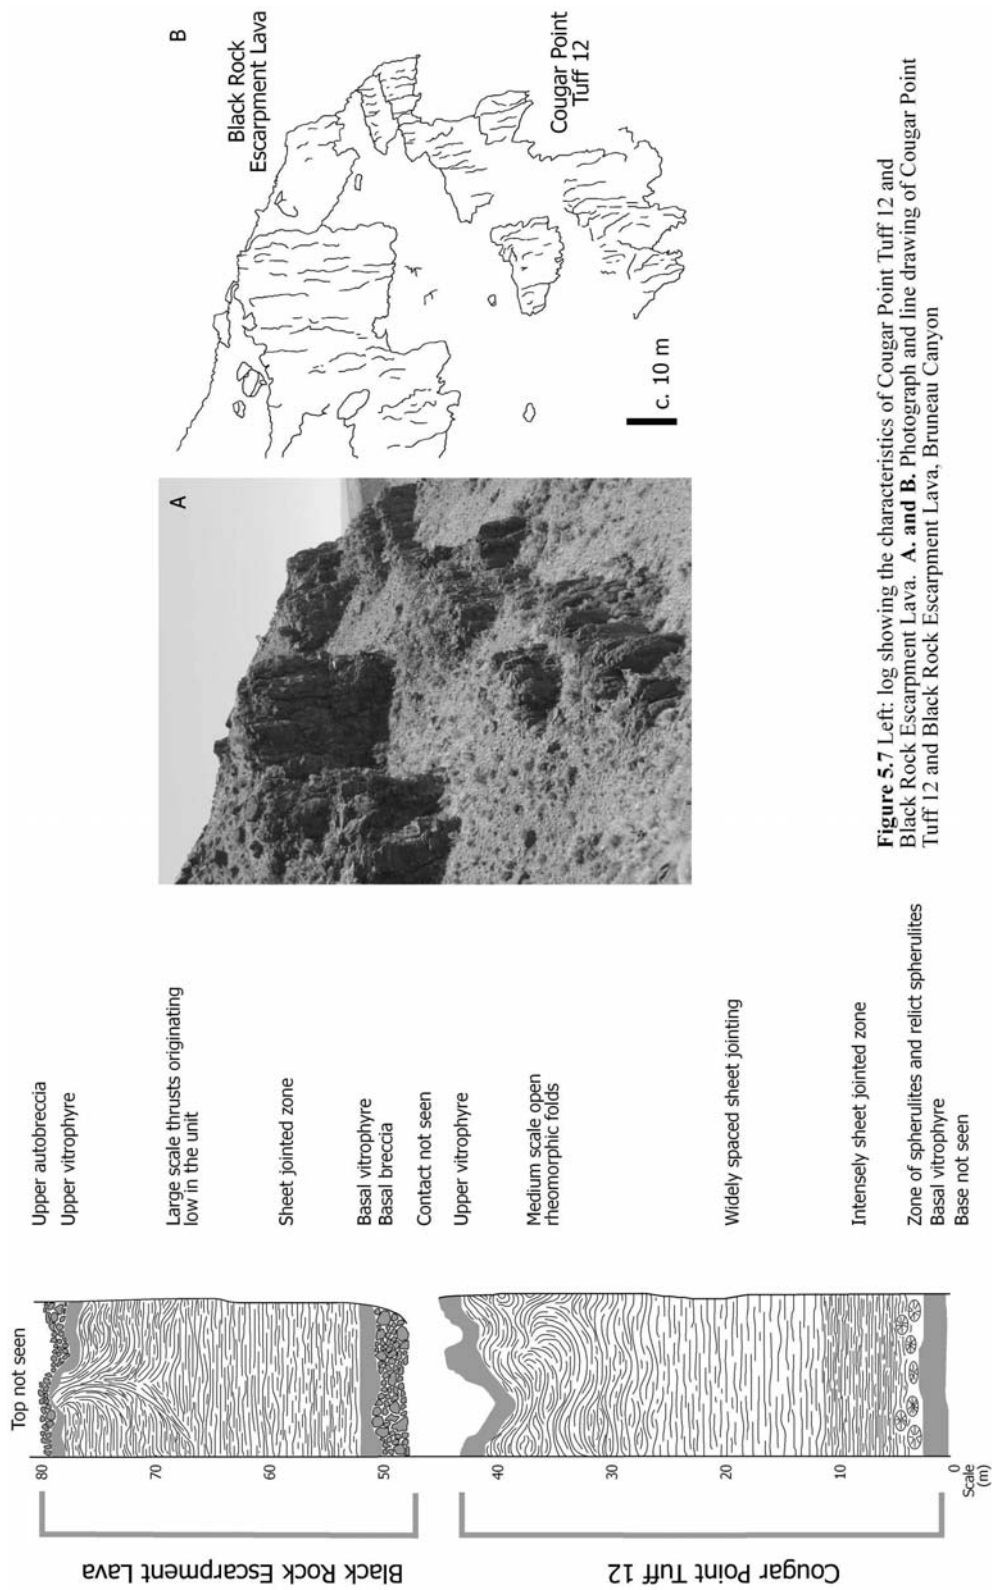 Top not seen
80
70
60
50
40
30
20
10
0
Scale
(m)
Black Rock Escarpment Lava
Cougar Point Tuff 12
Upper autobreccia
Upper vitrophyre
Large scale thrusts originating
low in the unit
Sheet jointed zone
Basal vitrophyre
Basal breccia
Contact not seen
Upper vitrophyre
Medium scale open
rheomorphic folds
Widely spaced sheet jointing
Intensely sheet jointed zone
Zone of spherulites and relict spherulites
Basal vitrophyre
Base not seen
A
B
Black Rock
Escarpment Lava
Cougar Point
Tuff 12
c. 10 m
Figure 5.7 Left: log showing the characteristics of Cougar Point Tuff 12 and
Black Rock Escarpment Lava. A. and B. Photograph and line drawing of Cougar Point
Tuff 12 and Black Rock Escarpment Lava, Bruneau Canyon